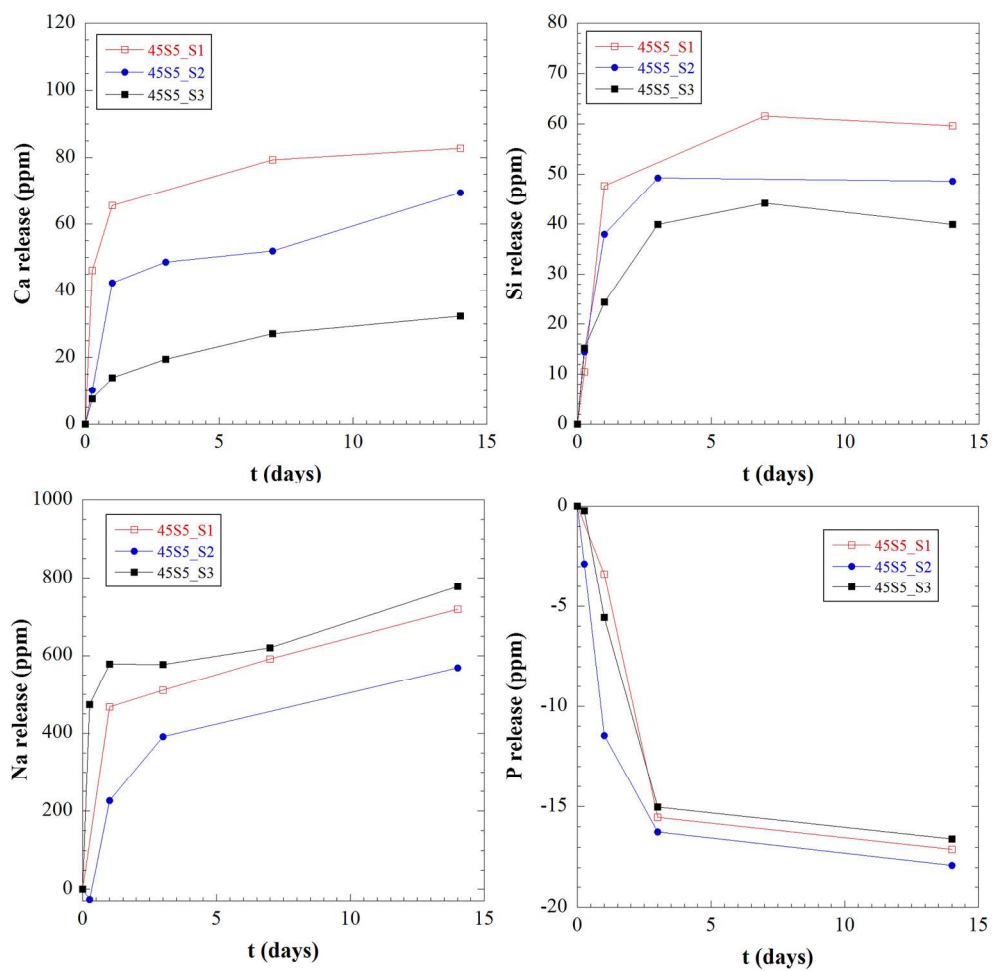 120
100
80
60
40
20
0
Ca release (ppm)
45S5_S1
45S5_S2
45S5_S3
0 5 10 15
t (days)
80
70
60
50
40
30
20
10
0
Si release (ppm)
45S5_S1
45S5_S2
45S5_S3
0 5 10 15
t (days)
1000
800
600
400
200
0
Na release (ppm)
45S5_S1
45S5_S2
45S5_S3
0 5 10 15
t (days)
0
-5
-10
-15
-20
P release (ppm)
45S5_S1
45S5_S2
45S5_S3
0 5 10 15
t (days)